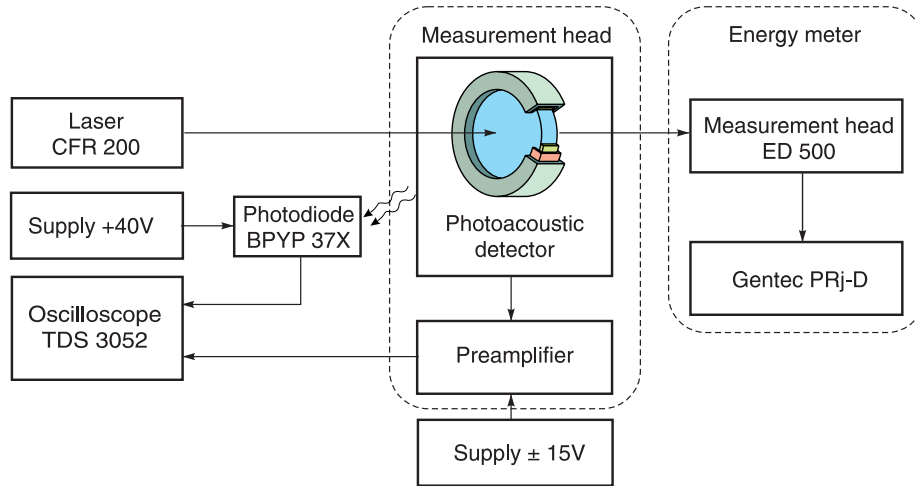 Measurement head
Energy meter
Laser
CFR 200
Measurement head
ED 500
Supply +40V
Photodiode
BPYP 37X
Photoacoustic
detector
Gentec PRj-D
Oscilloscope
TDS 3052
Preamplifier
Supply ± 15V